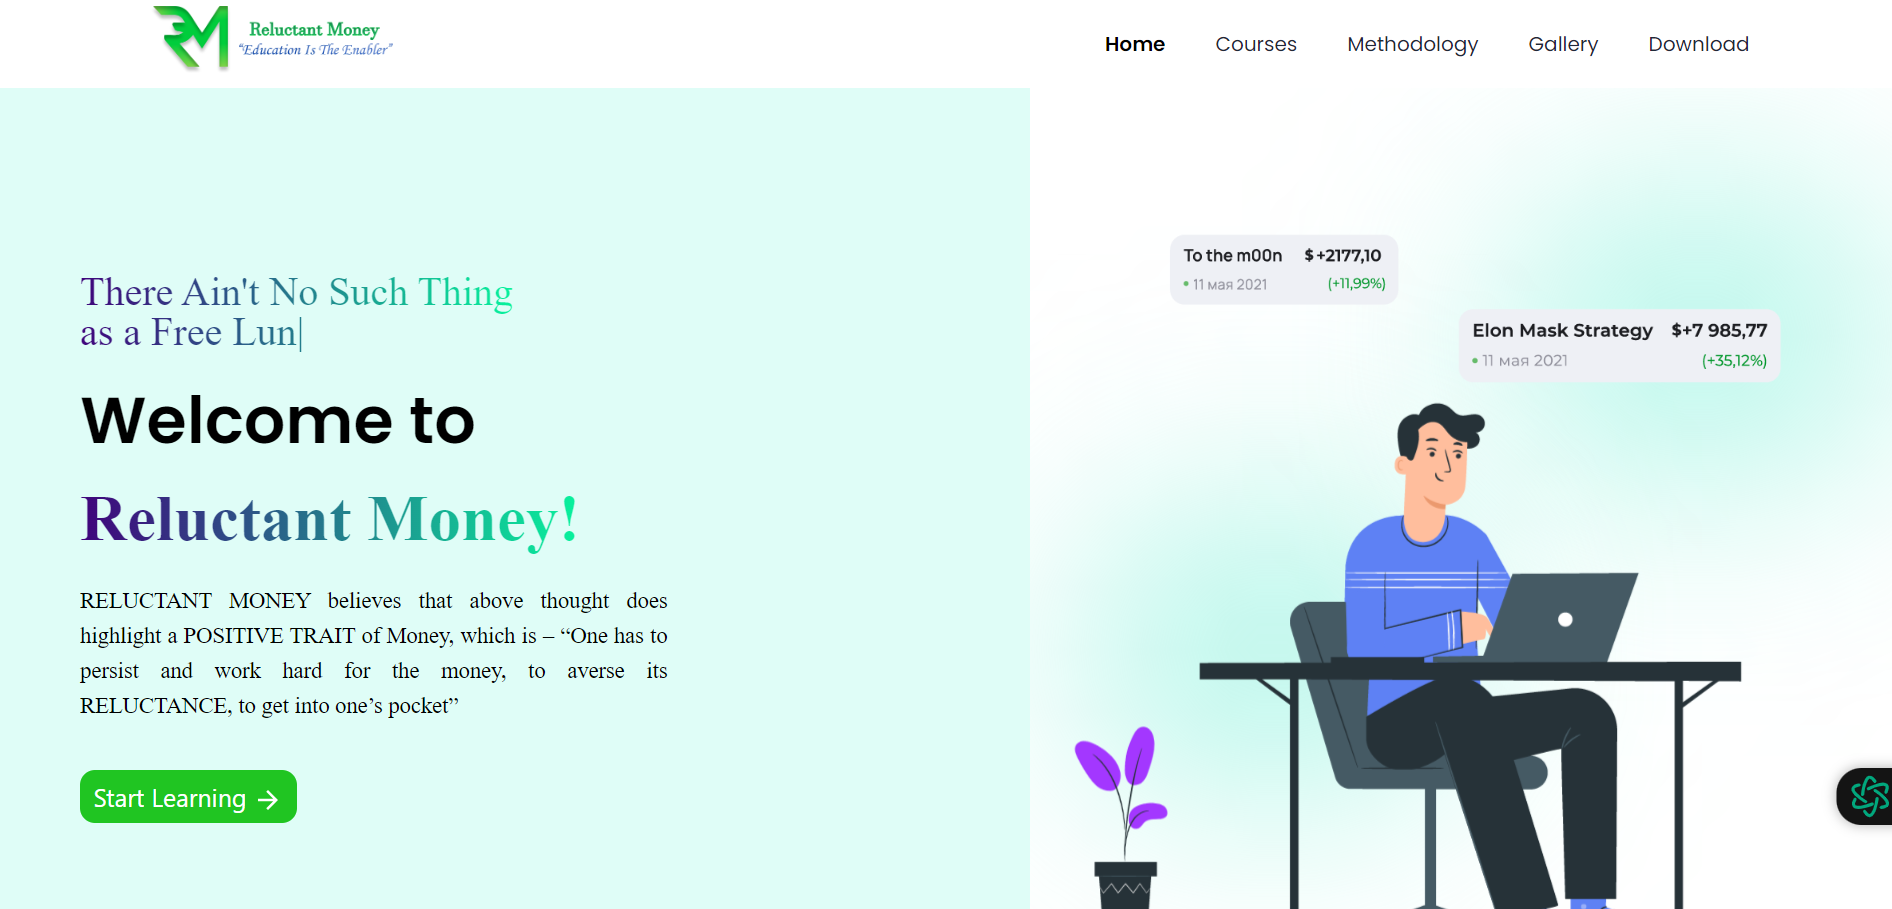 Reluctant Money
“Education Is The Enabler”
Home
Courses
Methodology
Gallery
Download
There Ain't No Such Thing
as a Free Lun|
Welcome to
Reluctant Money!
RELUCTANT MONEY believes that above thought does
highlight a POSITIVE TRAIT of Money, which is – “One has to
persist and work hard for the money, to averse its
RELUCTANCE, to get into one’s pocket”
Start Learning →
To the m00n $+2177,10
11 мая 2021 (+11,99%)
Elon Mask Strategy $+7 985,77
11 мая 2021 (+35,12%)